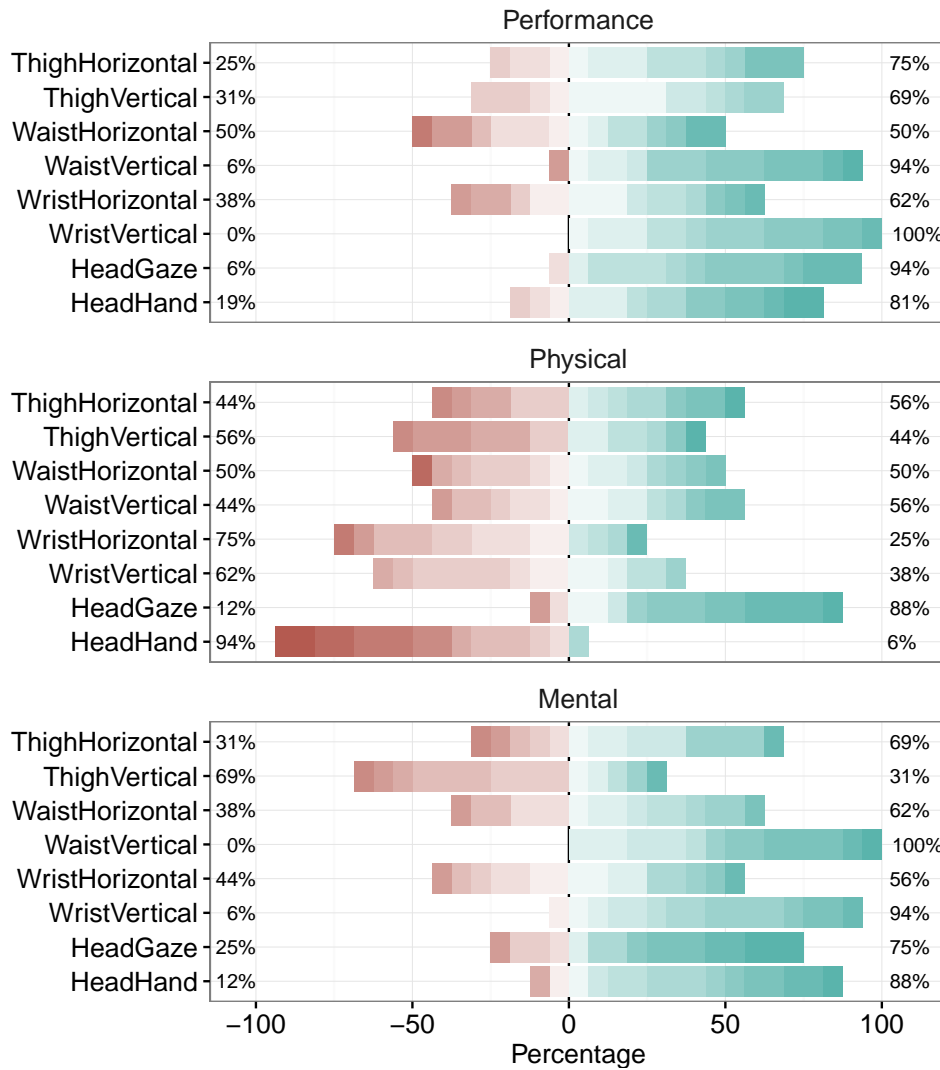 Performance
ThighHorizontal 25% 75%
ThighVertical 31% 69%
WaistHorizontal 50% 50%
WaistVertical 6% 94%
WristHorizontal 38% 62%
WristVertical 0% 100%
HeadGaze 6% 94%
HeadHand 19% 81%
Physical
ThighHorizontal 44% 56%
ThighVertical 56% 44%
WaistHorizontal 50% 50%
WaistVertical 44% 56%
WristHorizontal 75% 25%
WristVertical 62% 38%
HeadGaze 12% 88%
HeadHand 94% 6%
Mental
ThighHorizontal 31% 69%
ThighVertical 69% 31%
WaistHorizontal 38% 62%
WaistVertical 0% 100%
WristHorizontal 44% 56%
WristVertical 6% 94%
HeadGaze 25% 75%
HeadHand 12% 88%
−100 −50 0 50 100
Percentage